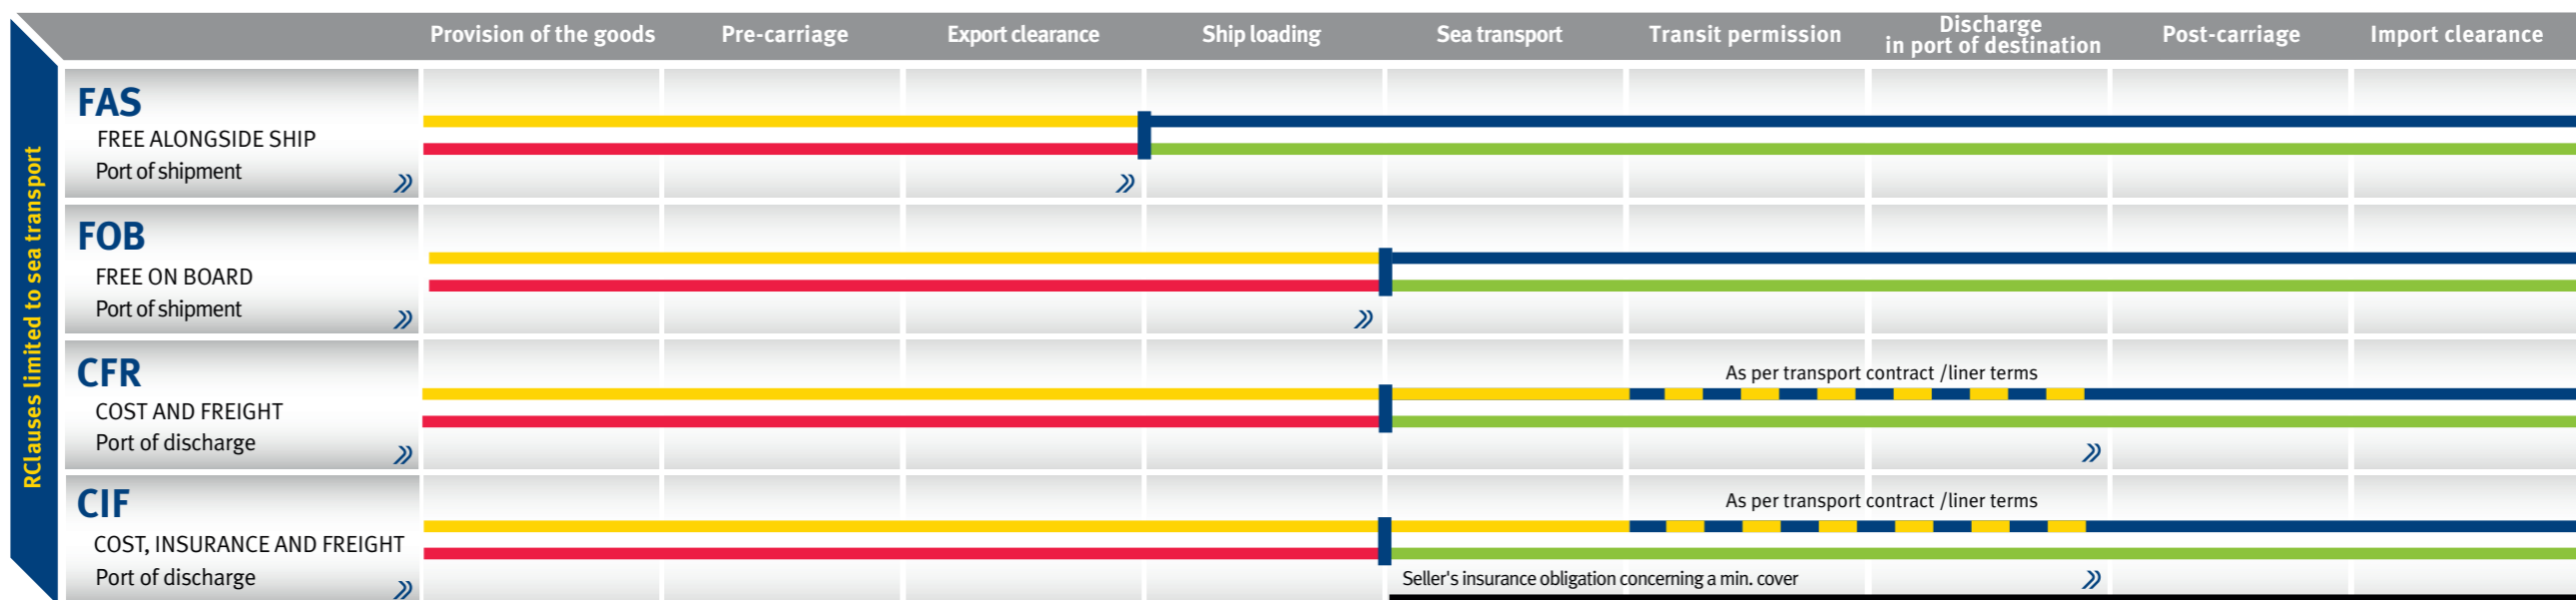 Provision of the goods
Pre-carriage
Export clearance
Ship loading
Sea transport
Transit permission
Discharge
in port of destination
Post-carriage
Import clearance
RClauses limited to sea transport
FAS
FREE ALONGSIDE SHIP
Port of shipment
FOB
FREE ON BOARD
Port of shipment
CFR
COST AND FREIGHT
Port of discharge
As per transport contract /liner terms
CIF
COST, INSURANCE AND FREIGHT
Port of discharge
As per transport contract /liner terms
Seller's insurance obligation concerning a min. cover